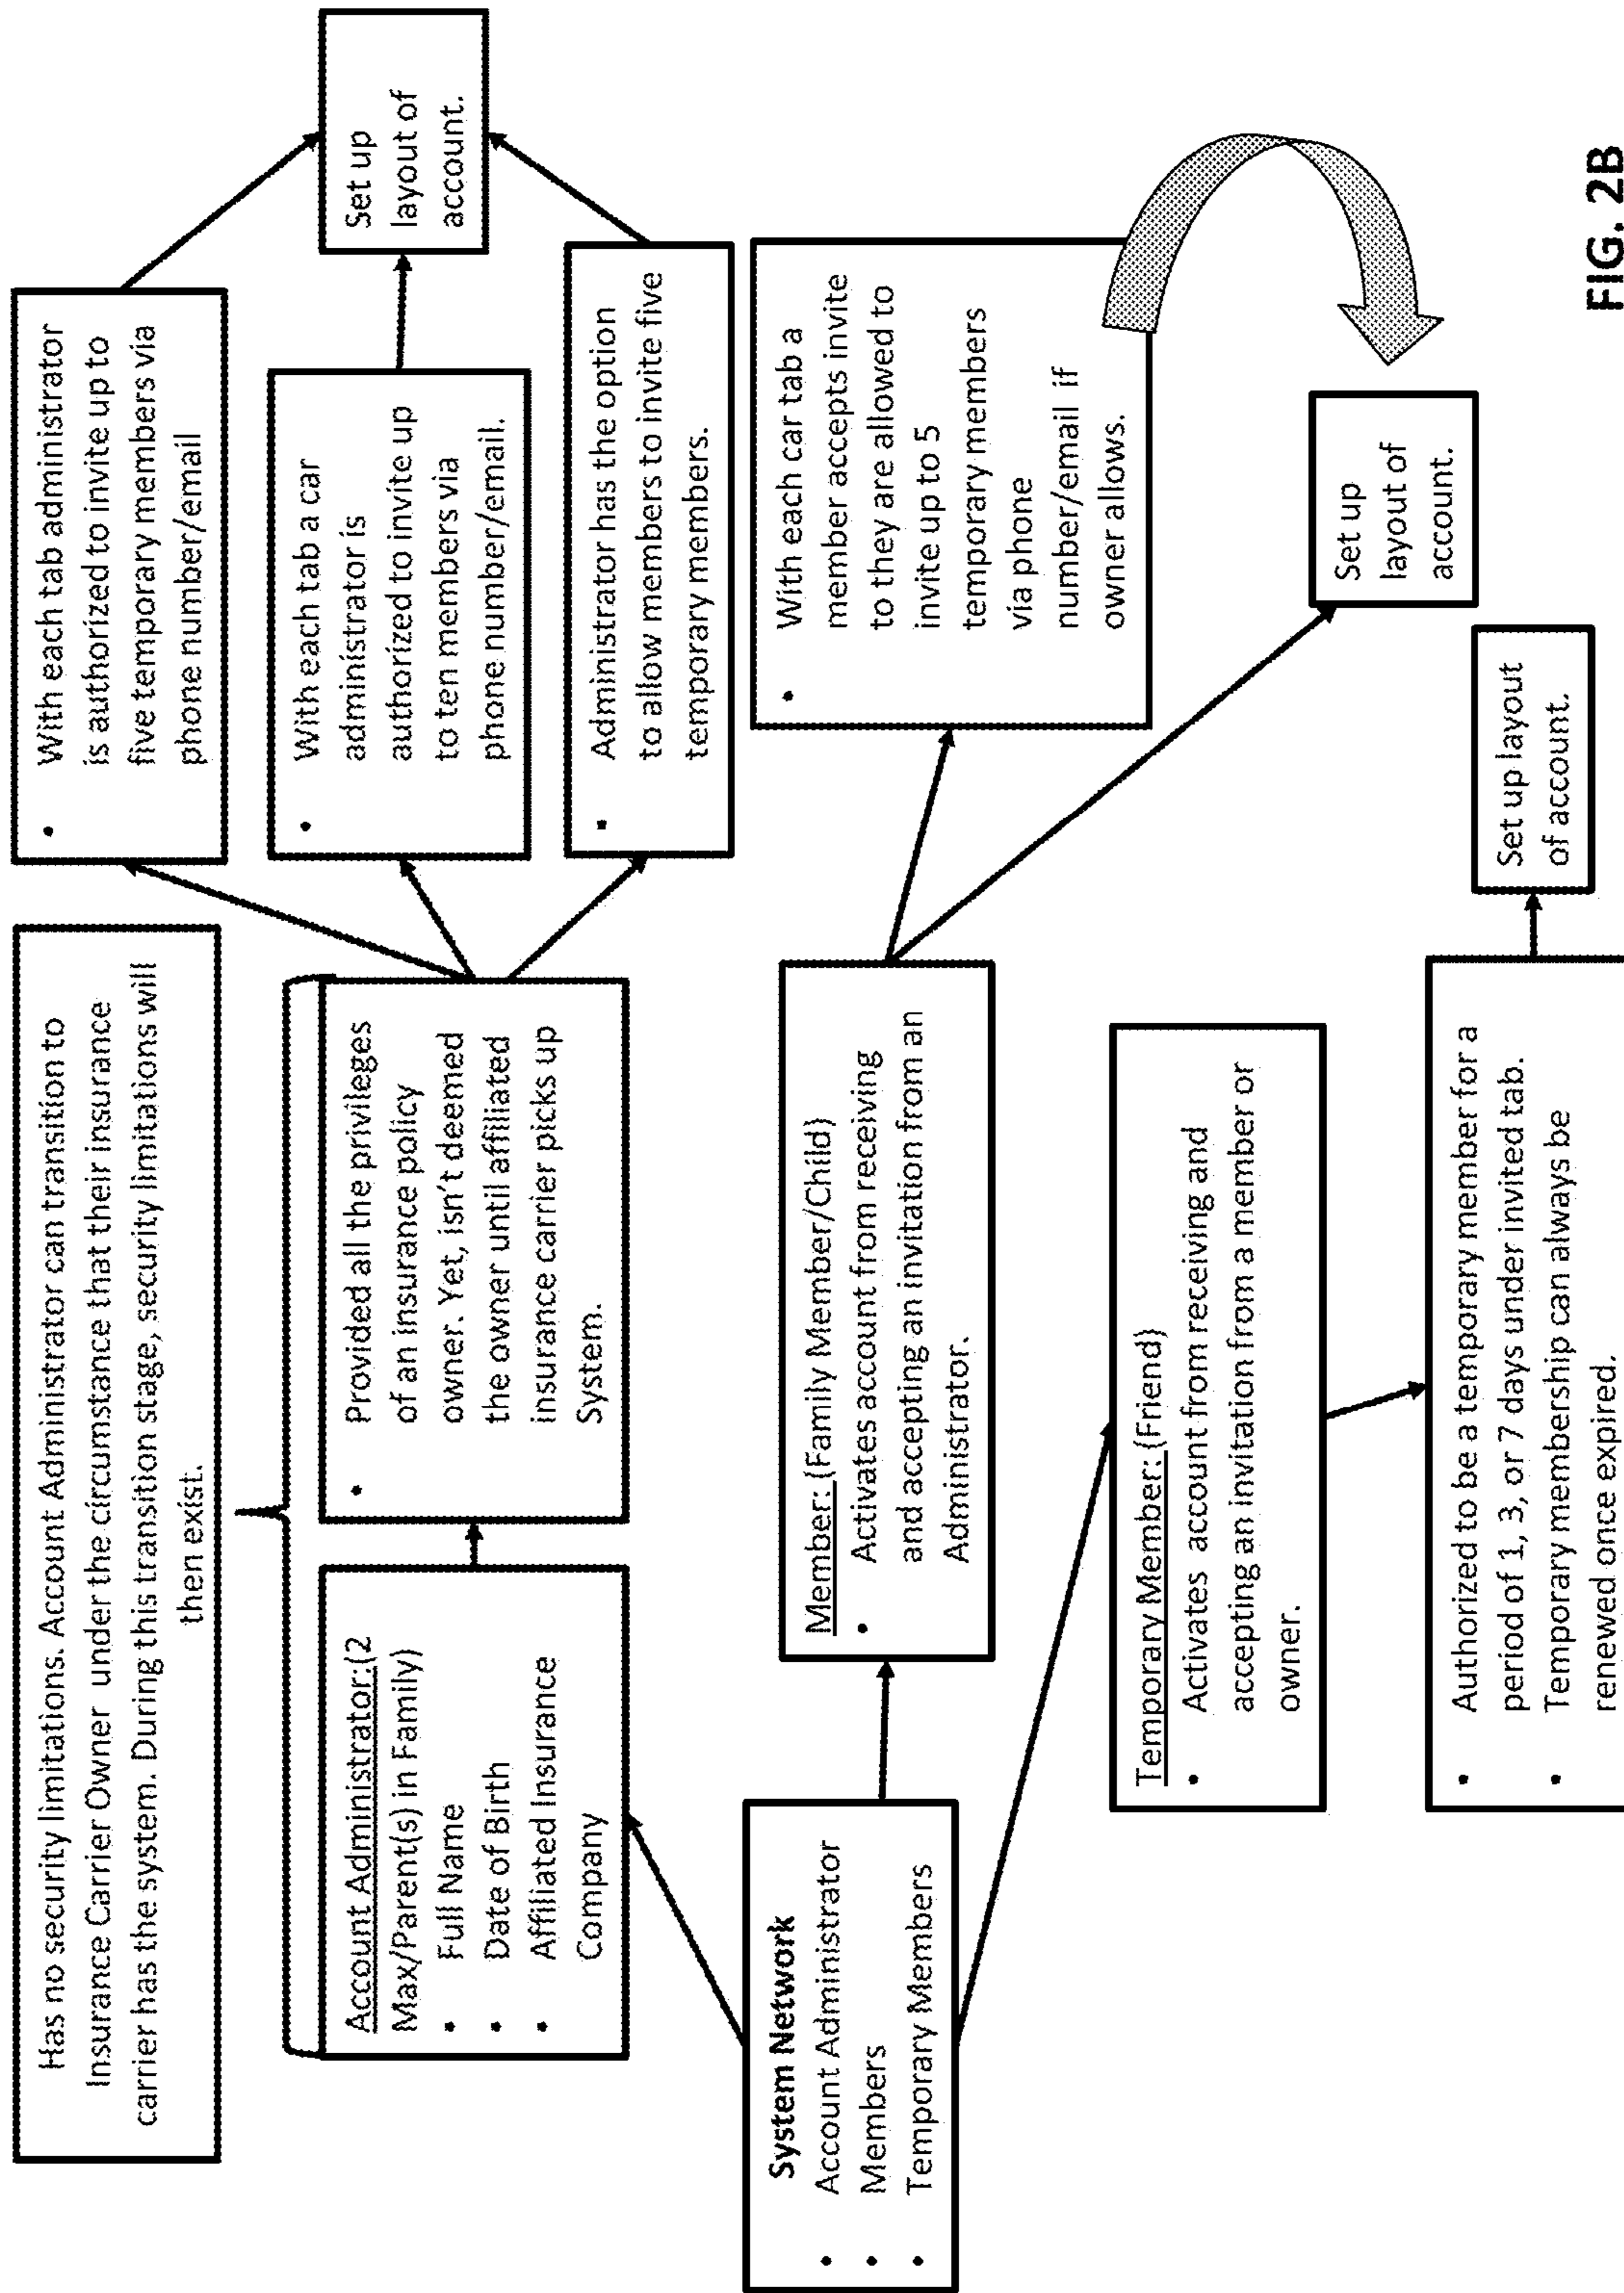 Has no security limitations. Account Administrator can transition to
Insurance Carrier Owner under the circumstance that their insurance
carrier has the system. During this transition stage, security limitations will
then exist.
Account Administrator:(2
Max/Parent(s) in Family)
• Full Name
• Date of Birth
• Affiliated Insurance
Company
• Provided all the privileges
of an insurance policy
owner. Yet, isn't deemed
the owner until affiliated
insurance carrier picks up
System.
• With each tab administrator
is authorized to invite up to
five temporary members via
phone number/email
• With each tab a car
administrator is
authorized to invite up
to ten members via
phone number/email.
• Administrator has the option
to allow members to invite five
temporary members.
Set up
layout of
account.
System Network
• Account Administrator
• Members
• Temporary Members
Member: (Familly Member/Child)
• Activates account from receiving
and accepting an invitation from an
Administrator.
• With each car tab a
member accepts invite
to they are allowed to
invite up to 5
temporary members
via phone
number/email if
owner allows.
Set up
layout of
account.
Temporary Member: (Friend)
• Activates account from receiving and
accepting an invitation from a member or
owner.
• Authorized to be a temporary member for a
period of 1, 3, or 7 days under invited tab.
• Temporary membership can always be
renewed once expired.
Set up layout
of account.
FIG. 2B